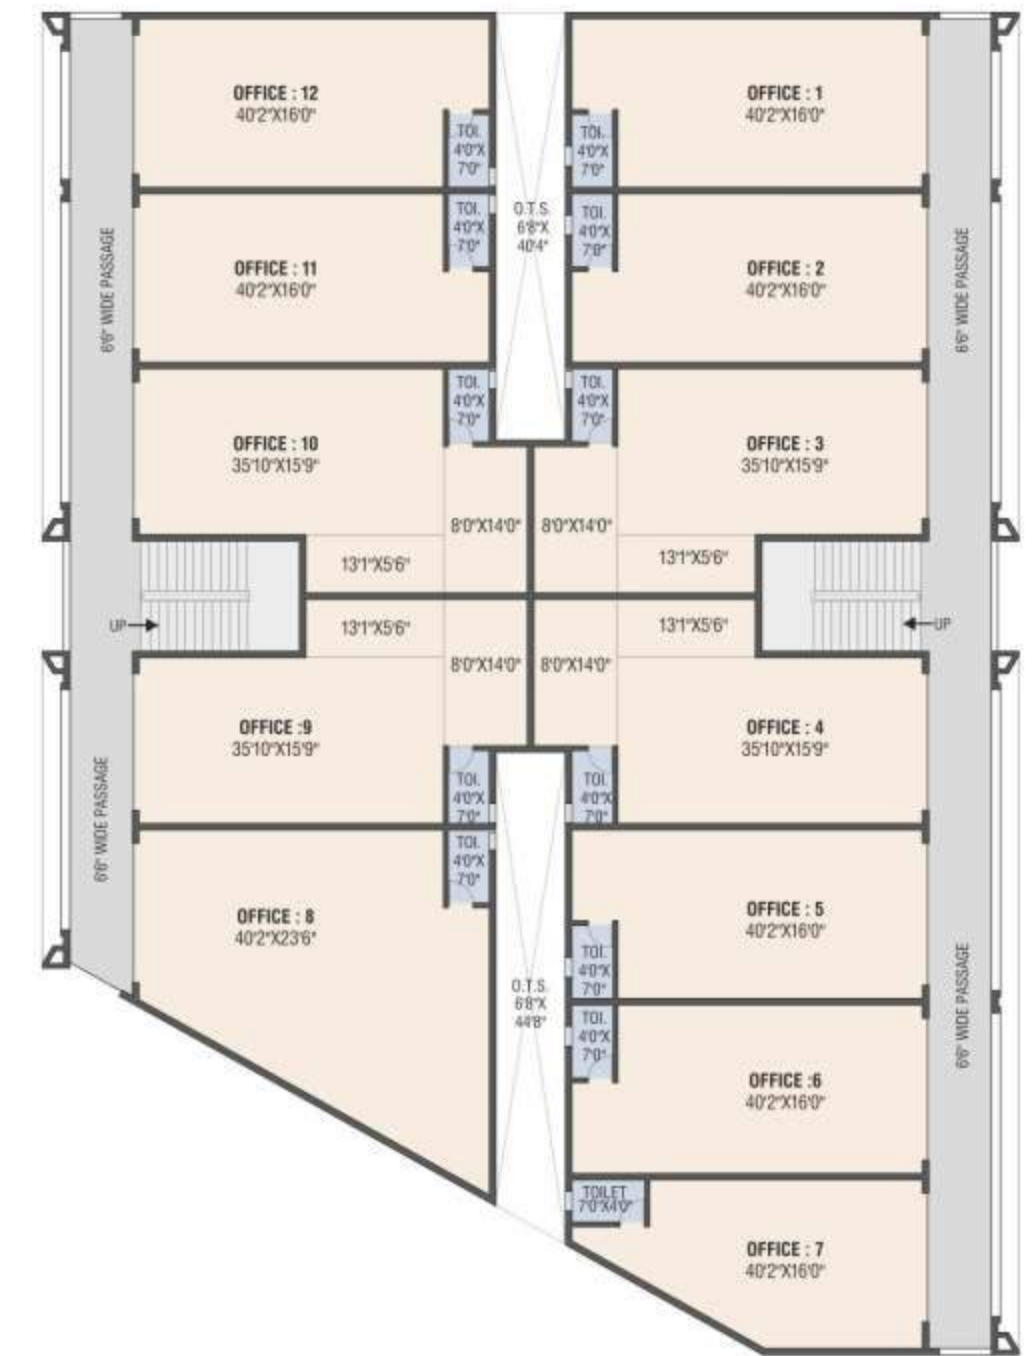 OFFICE : 12
40'2"X16'0"
TOI.
4'0"X
7'0"
OFFICE : 1
40'2"X16'0"
TOI.
4'0"X
7'0"
OFFICE : 11
40'2"X16'0"
TOI.
4'0"X
7'0"
O.T.S.
6'8"X
40'4"
TOI.
4'0"X
7'0"
OFFICE : 2
40'2"X16'0"
6'6" WIDE PASSAGE
6'6" WIDE PASSAGE
OFFICE : 10
35'10"X15'9"
TOI.
4'0"X
7'0"
TOI.
4'0"X
7'0"
OFFICE : 3
35'10"X15'9"
8'0"X14'0"
8'0"X14'0"
13'1"X5'6"
13'1"X5'6"
UP
13'1"X5'6"
13'1"X5'6"
UP
8'0"X14'0"
8'0"X14'0"
OFFICE :9
35'10"X15'9"
TOI.
4'0"X
7'0"
TOI.
4'0"X
7'0"
OFFICE : 4
35'10"X15'9"
6'6" WIDE PASSAGE
TOI.
4'0"X
7'0"
OFFICE : 8
40'2"X23'6"
OFFICE : 5
40'2"X16'0"
TOI.
4'0"X
7'0"
O.T.S.
6'8"X
44'8"
TOI.
4'0"X
7'0"
6'6" WIDE PASSAGE
OFFICE :6
40'2"X16'0"
TOILET
7'0"X4'0"
OFFICE : 7
40'2"X16'0"